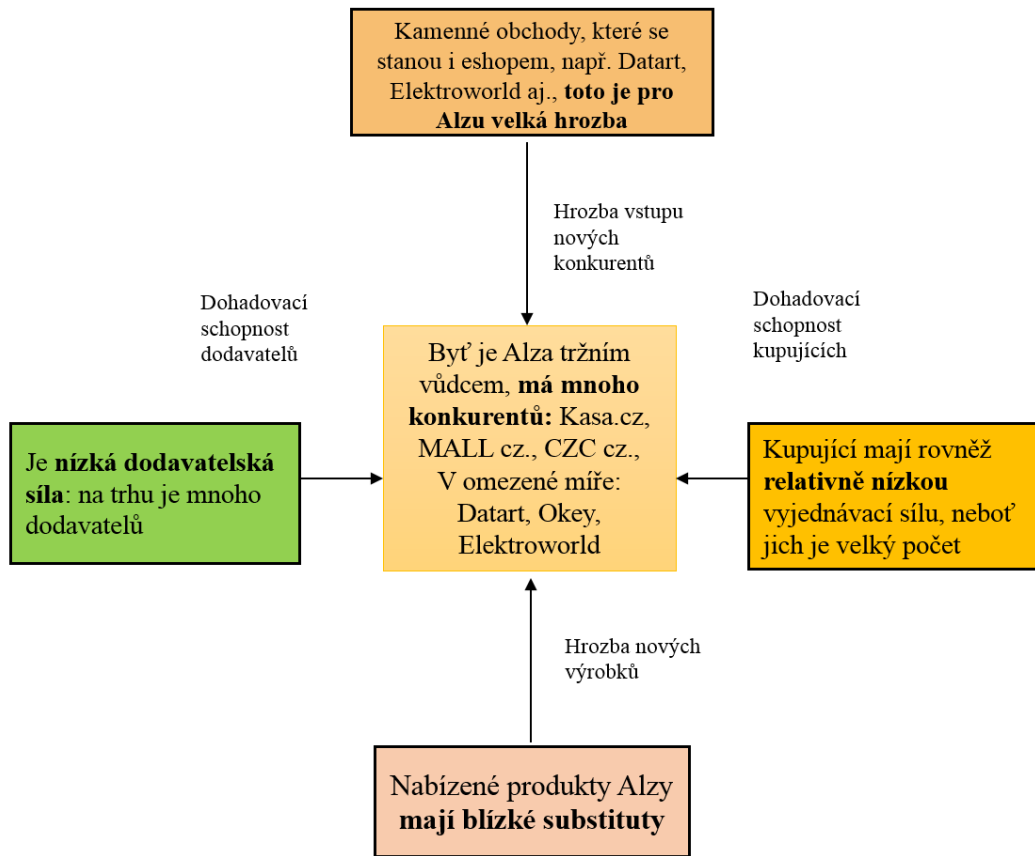 Kamenné obchody, které se
stanou i eshopem, např. Datart,
Elektroworld aj., toto je pro
Alzu velká hrozba
Hrozba vstupu
nových
konkurentů
Dohadovací
schopnost
dodavatelů
Dohadovací
schopnost
kupujících
Byť je Alza tržním
vůdcem, má mnoho
konkurentů: Kasa.cz,
MALL cz., CZC cz.,
V omezené míře:
Datart, Okey,
Elektroworld
Je nízká dodavatelská
síla: na trhu je mnoho
dodavatelů
Kupující mají rovněž
relativně nízkou
vyjednávací sílu, neboť
jich je velký počet
Hrozba nových
výrobků
Nabízené produkty Alzy
mají blízké substituty